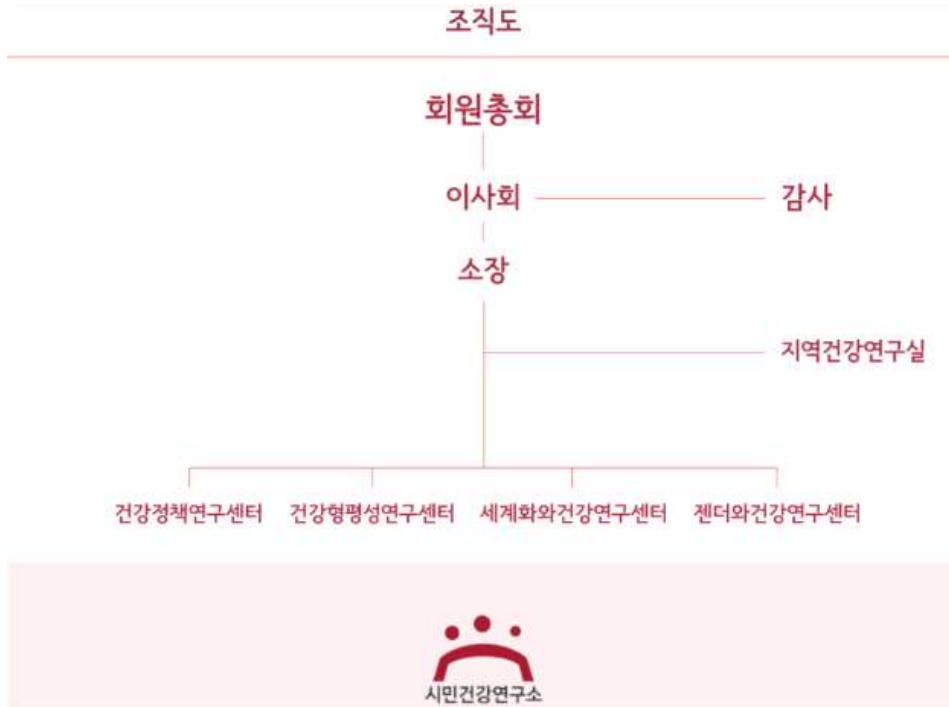 조직도
회원총회
이사회 감사
소장
지역건강연구실
건강정책연구센터 건강형평성연구센터 세계화와건강연구센터 젠더와건강연구센터
시민건강연구소